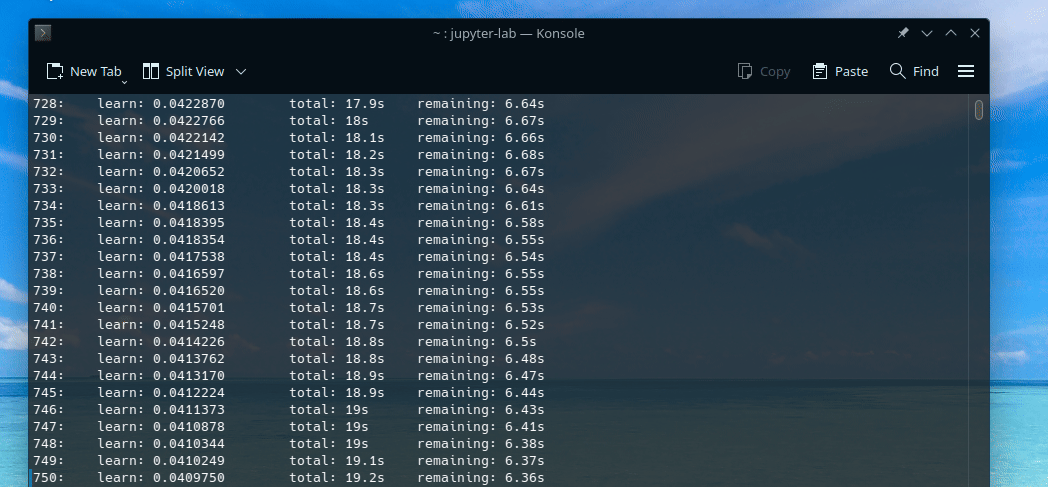 ~ : jupyter-lab — Konsole
New Tab Split View Copy Paste Find
728: learn: 0.0422870 total: 17.9s remaining: 6.64s
729: learn: 0.0422766 total: 18s remaining: 6.67s
730: learn: 0.0422142 total: 18.1s remaining: 6.66s
731: learn: 0.0421499 total: 18.2s remaining: 6.68s
732: learn: 0.0420652 total: 18.3s remaining: 6.67s
733: learn: 0.0420018 total: 18.3s remaining: 6.64s
734: learn: 0.0418613 total: 18.3s remaining: 6.61s
735: learn: 0.0418395 total: 18.4s remaining: 6.58s
736: learn: 0.0418354 total: 18.4s remaining: 6.55s
737: learn: 0.0417538 total: 18.4s remaining: 6.54s
738: learn: 0.0416597 total: 18.6s remaining: 6.55s
739: learn: 0.0416520 total: 18.6s remaining: 6.55s
740: learn: 0.0415701 total: 18.7s remaining: 6.53s
741: learn: 0.0415248 total: 18.7s remaining: 6.52s
742: learn: 0.0414226 total: 18.8s remaining: 6.5s
743: learn: 0.0413762 total: 18.8s remaining: 6.48s
744: learn: 0.0413170 total: 18.9s remaining: 6.47s
745: learn: 0.0412224 total: 18.9s remaining: 6.44s
746: learn: 0.0411373 total: 19s remaining: 6.43s
747: learn: 0.0410878 total: 19s remaining: 6.41s
748: learn: 0.0410344 total: 19s remaining: 6.38s
749: learn: 0.0410249 total: 19.1s remaining: 6.37s
750: learn: 0.0409750 total: 19.2s remaining: 6.36s